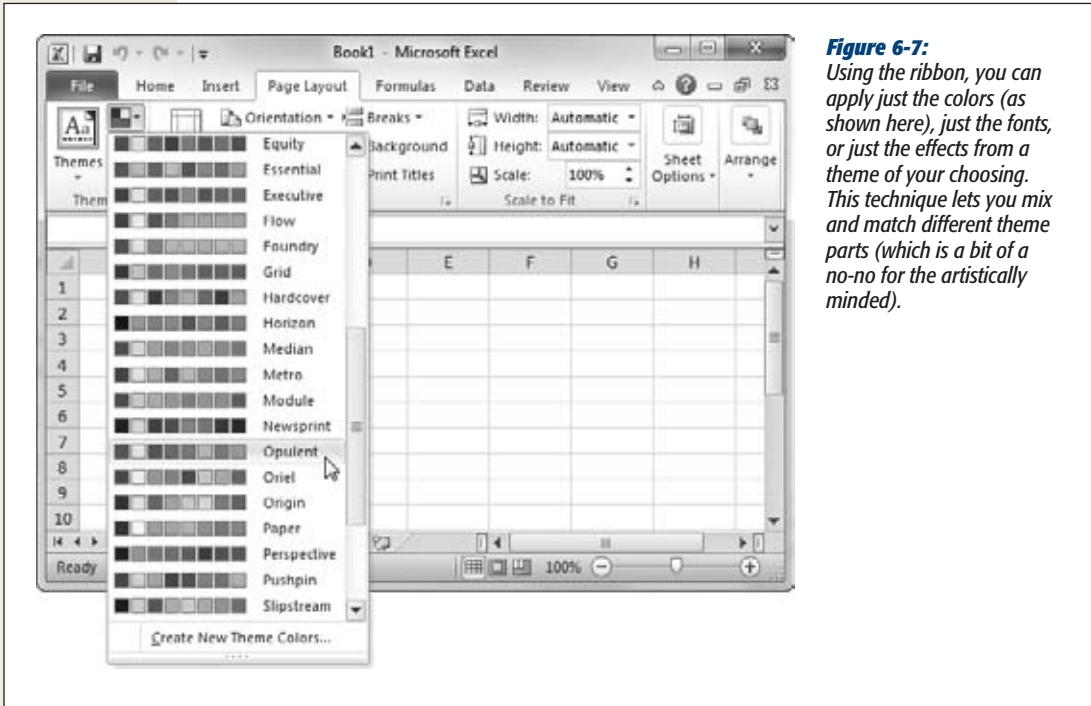 Book1 - Microsoft Excel
File Home Insert Page Layout Formulas Data Review View
Aa
Themes
Orientation
Breaks
Background
Print Titles
Width: Automatic
Height: Automatic
Scale: 100%
Scale to Fit
Sheet Options
Arrange
Them
Equity
Essential
Executive
Flow
Foundry
Grid
Hardcover
Horizon
Median
Metro
Module
Newsprint
Opulent
Oriel
Origin
Paper
Perspective
Pushpin
Slipstream
Create New Theme Colors...
E F G H
1
2
3
4
5
6
7
8
9
10
Ready
100%
Figure 6-7:
Using the ribbon, you can
apply just the colors (as
shown here), just the fonts,
or just the effects from a
theme of your choosing.
This technique lets you mix
and match different theme
parts (which is a bit of a
no-no for the artistically
minded).